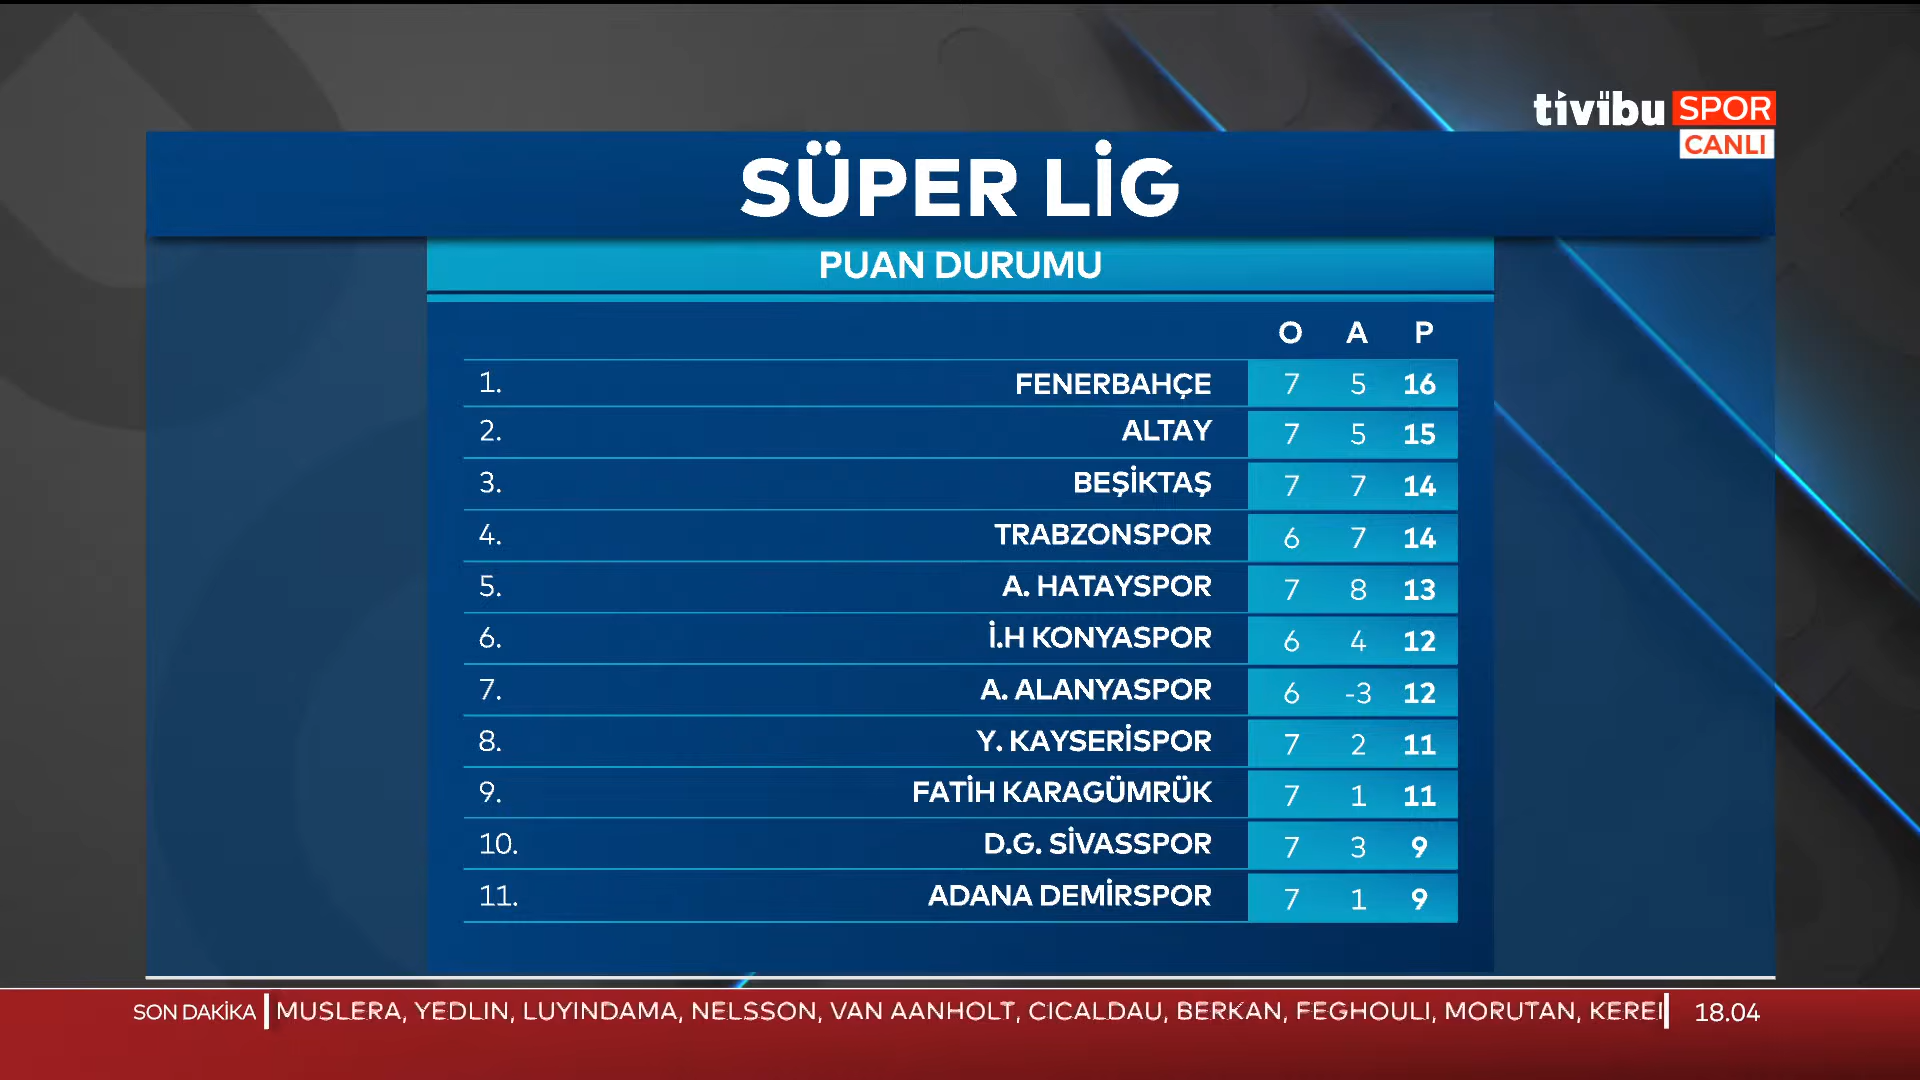 tivibu SPOR
CANLI
SÜPER LİG
PUAN DURUMU
O A P
1. FENERBAHÇE 7 5 16
2. ALTAY 7 5 15
3. BEŞİKTAŞ 7 7 14
4. TRABZONSPOR 6 7 14
5. A. HATAYSPOR 7 8 13
6. İ.H KONYASPOR 6 4 12
7. A. ALANYASPOR 6 -3 12
8. Y. KAYSERİSPOR 7 2 11
9. FATİH KARAGÜMRÜK 7 1 11
10. D.G. SİVASSPOR 7 3 9
11. ADANA DEMİRSPOR 7 1 9
SON DAKİKA MUSLERA, YEDLIN, LUYINDAMA, NELSSON, VAN AANHOLT, CICALDAU, BERKAN, FEGHOULI, MORUTAN, 18.04